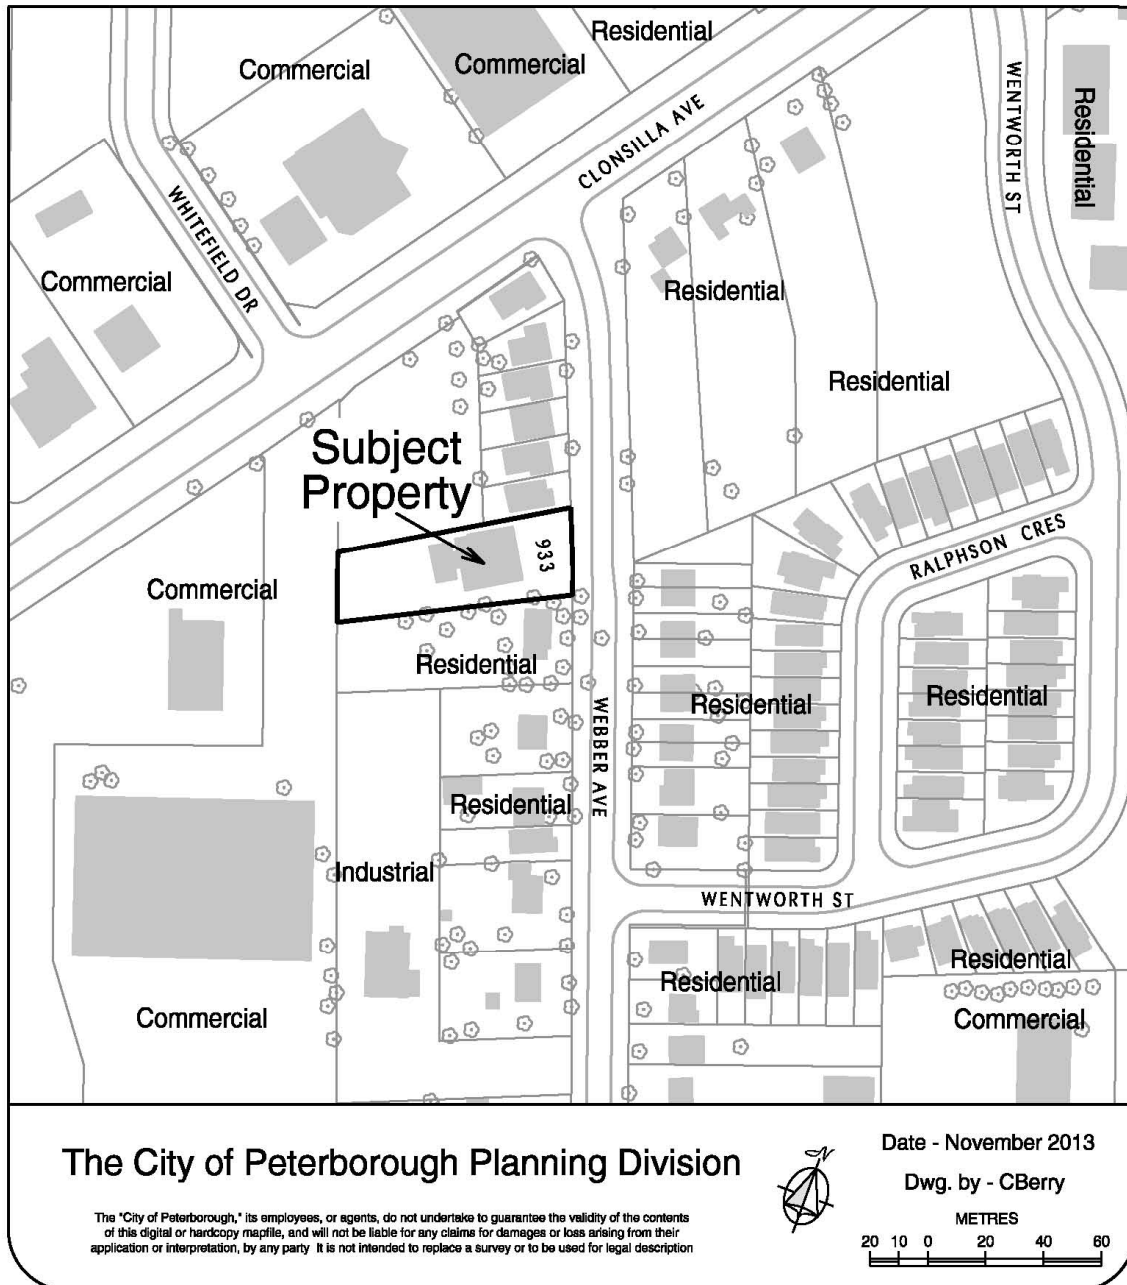 Residential
Commercial
Commercial
WENTWORTH ST
Residential
CLONSILLA AVE
WHITEFIELD DR
Commercial
Residential
Residential
Subject
Property
933
RALPHSON CRES
Commercial
Residential
Residential
Residential
WEBBER AVE
Residential
Industrial
WENTWORTH ST
Residential
Residential
Commercial
Commercial
The City of Peterborough Planning Division
The "City of Peterborough," its employees, or agents, do not undertake to guarantee the validity of the contents
of this digital or hardcopy mapfile, and will not be liable for any claims for damages or loss arising from their
application or interpretation, by any party It is not intended to replace a survey or to be used for legal description
N
Date - November 2013
Dwg. by - CBerry
METRES
20 10 0 20 40 60